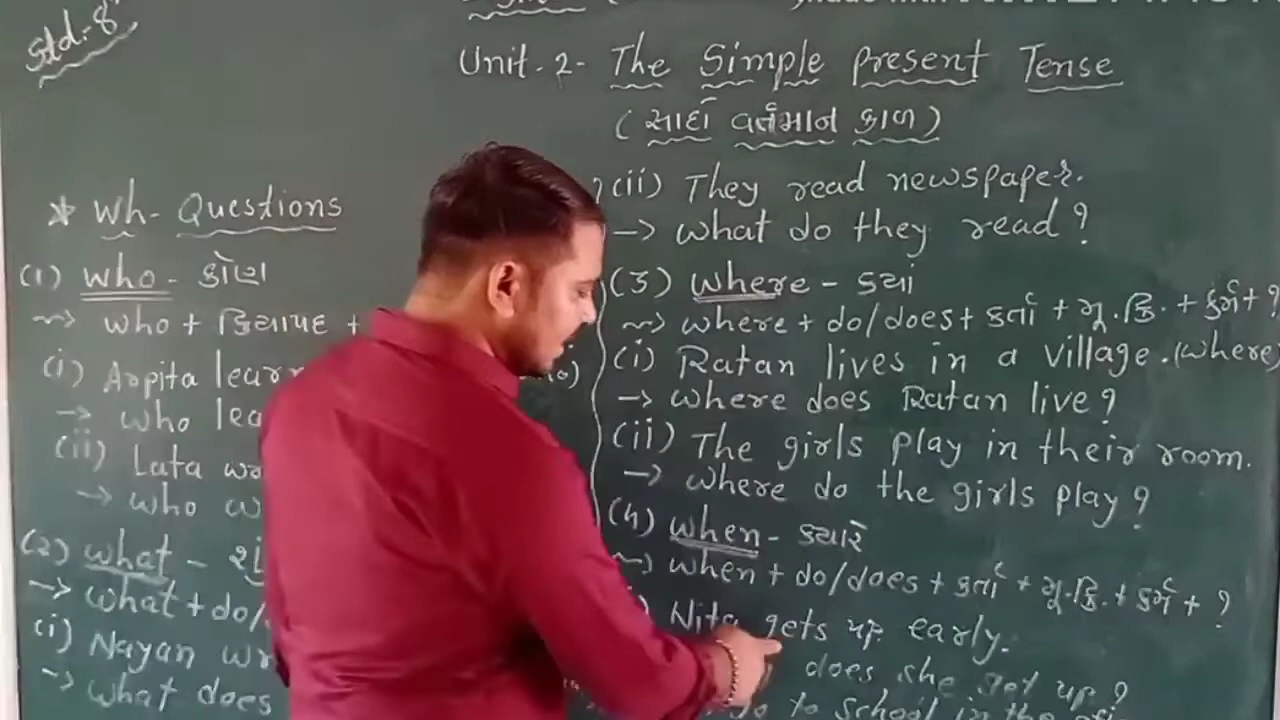 Std:-8
Unit-2- The Simple Present Tense
(સાદો વર્તમાન કાળ)
* Wh- Questions
(1) who - કોણ
~> who + ક્રિયાપદ +
(i) Arpita lear
-> who lea
(ii) Lata wo
-> who w
(2) what - શું
-> what + do/
(i) Nayan wr
-> what does
(ii) They read newspaper.
-> what do they read?
(3) where - ક્યાં
~> where + do/does + કર્તા + મૂ.ક્રિ. + કર્મ + ?
(i) Ratan lives in a village. (where)
-> where does Ratan live?
(ii) The girls play in their room.
-> where do the girls play?
(૪) when - ક્યારે
~> when + do/does + કર્તા + મૂ.ક્રિ. + કર્મ + ?
Nita gets up early.
does she get up?
go to school in the